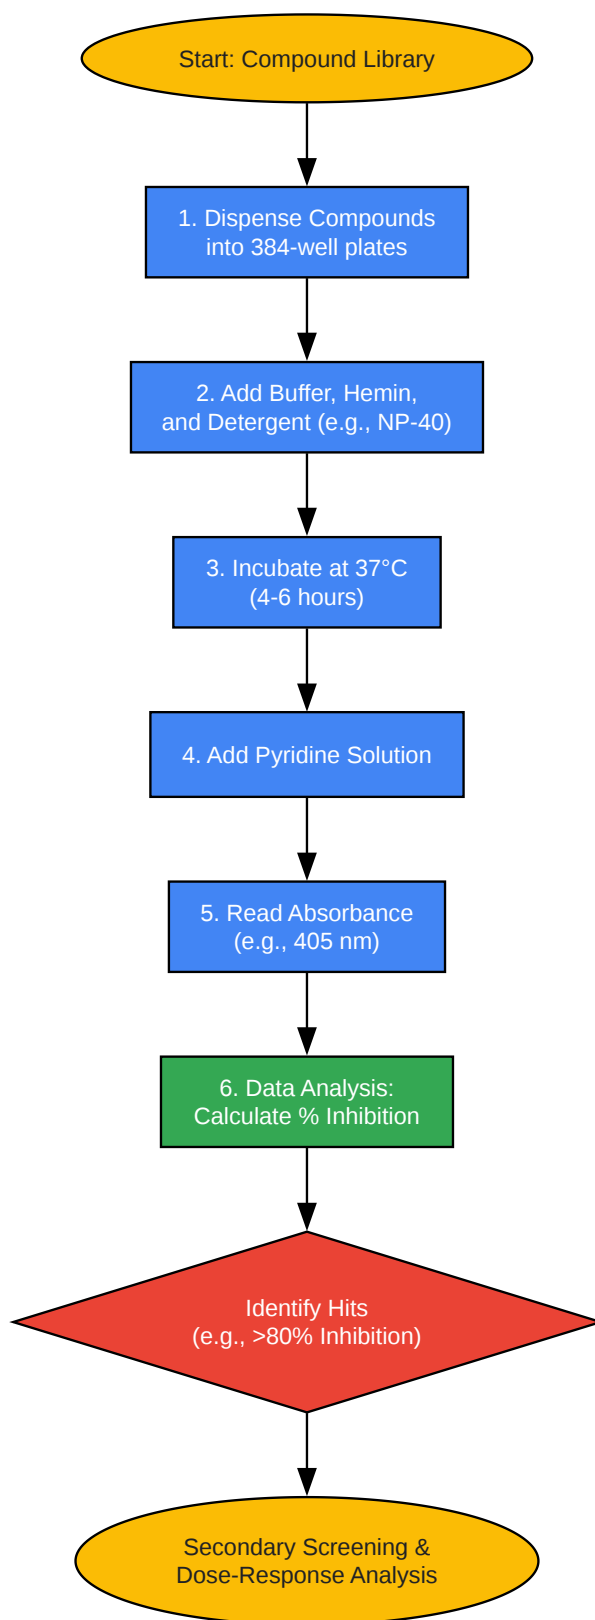 Start: Compound Library
1. Dispense Compounds
into 384-well plates
2. Add Buffer, Hemin,
and Detergent (e.g., NP-40)
3. Incubate at 37°C
(4-6 hours)
4. Add Pyridine Solution
5. Read Absorbance
(e.g., 405 nm)
6. Data Analysis:
Calculate % Inhibition
Identify Hits
(e.g., >80% Inhibition)
Secondary Screening &
Dose-Response Analysis